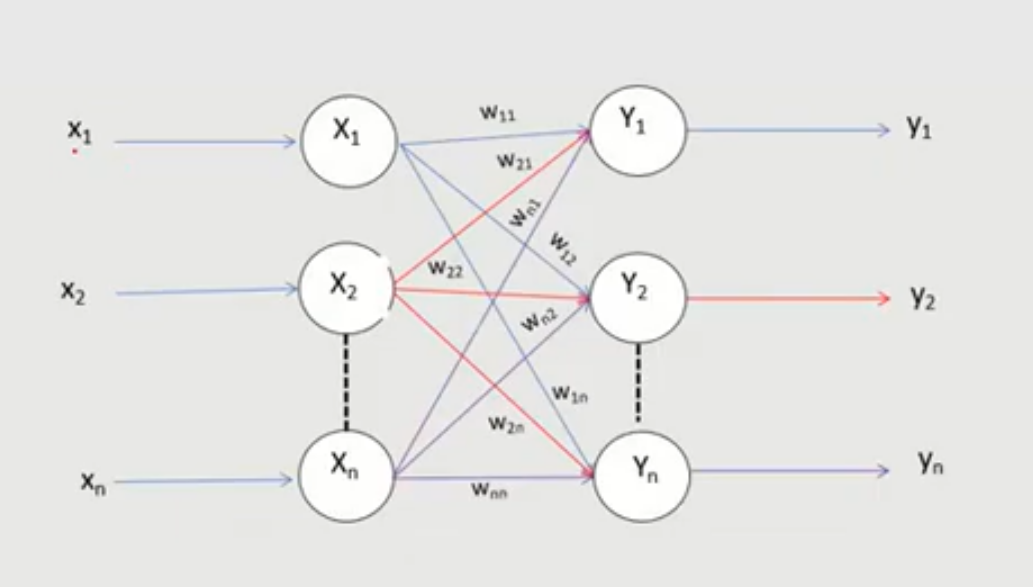 x₁ X₁ w₁₁ Y₁ y₁
w₂₁
wₙ₁
w₁₂
x₂ X₂ w₂₂ Y₂ y₂
wₙ₂
w₁ₙ
w₂ₙ
xₙ Xₙ wₙₙ Yₙ yₙ